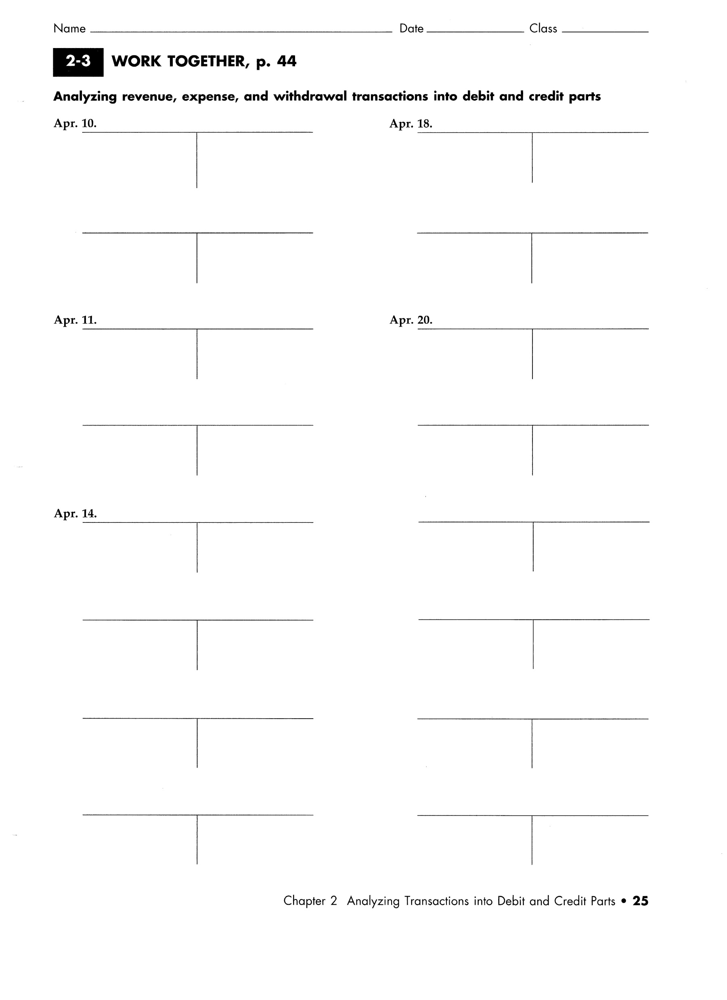 Name Date Class
2-3 WORK TOGETHER, p. 44
Analyzing revenue, expense, and withdrawal transactions into debit and credit parts
Apr. 10. Apr. 18.
Apr. 11. Apr. 20.
Apr. 14.
Chapter 2 Analyzing Transactions into Debit and Credit Parts • 25